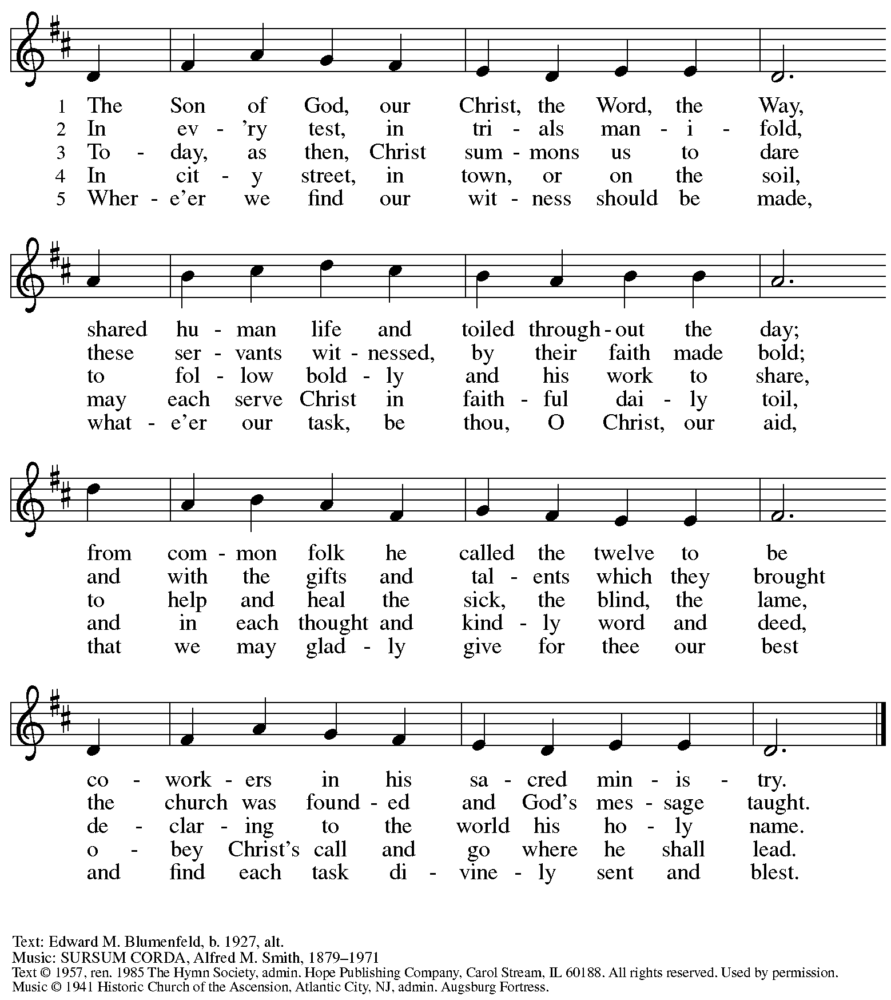 1 The Son of God, our Christ, the Word, the Way,
2 In ev - 'ry test, in tri - als man - i - fold,
3 To - day, as then, Christ sum - mons us to dare
4 In cit - y street, in town, or on the soil,
5 Wher - e'er we find our wit - ness should be made,
shared hu - man life and toiled through - out the day;
these ser - vants wit - nessed, by their faith made bold;
to fol - low bold - ly and his work to share,
may each serve Christ in faith - ful dai - ly toil,
what - e'er our task, be thou, O Christ, our aid,
from com - mon folk he called the twelve to be
and with the gifts and tal - ents which they brought
to help and heal the sick, the blind, the lame,
and in each thought and kind - ly word and deed,
that we may glad - ly give for thee our best
co - work - ers in his sa - cred min - is - try.
the church was found - ed and God's mes - sage taught.
de - clar - ing to the world his ho - ly name.
o - bey Christ's call and go where he shall lead.
and find each task di - vine - ly sent and blest.
Text: Edward M. Blumenfeld, b. 1927, alt.
Music: SURSUM CORDA, Alfred M. Smith, 1879–1971
Text © 1957, ren. 1985 The Hymn Society, admin. Hope Publishing Company, Carol Stream, IL 60188. All rights reserved. Used by permission.
Music © 1941 Historic Church of the Ascension, Atlantic City, NJ, admin. Augsburg Fortress.